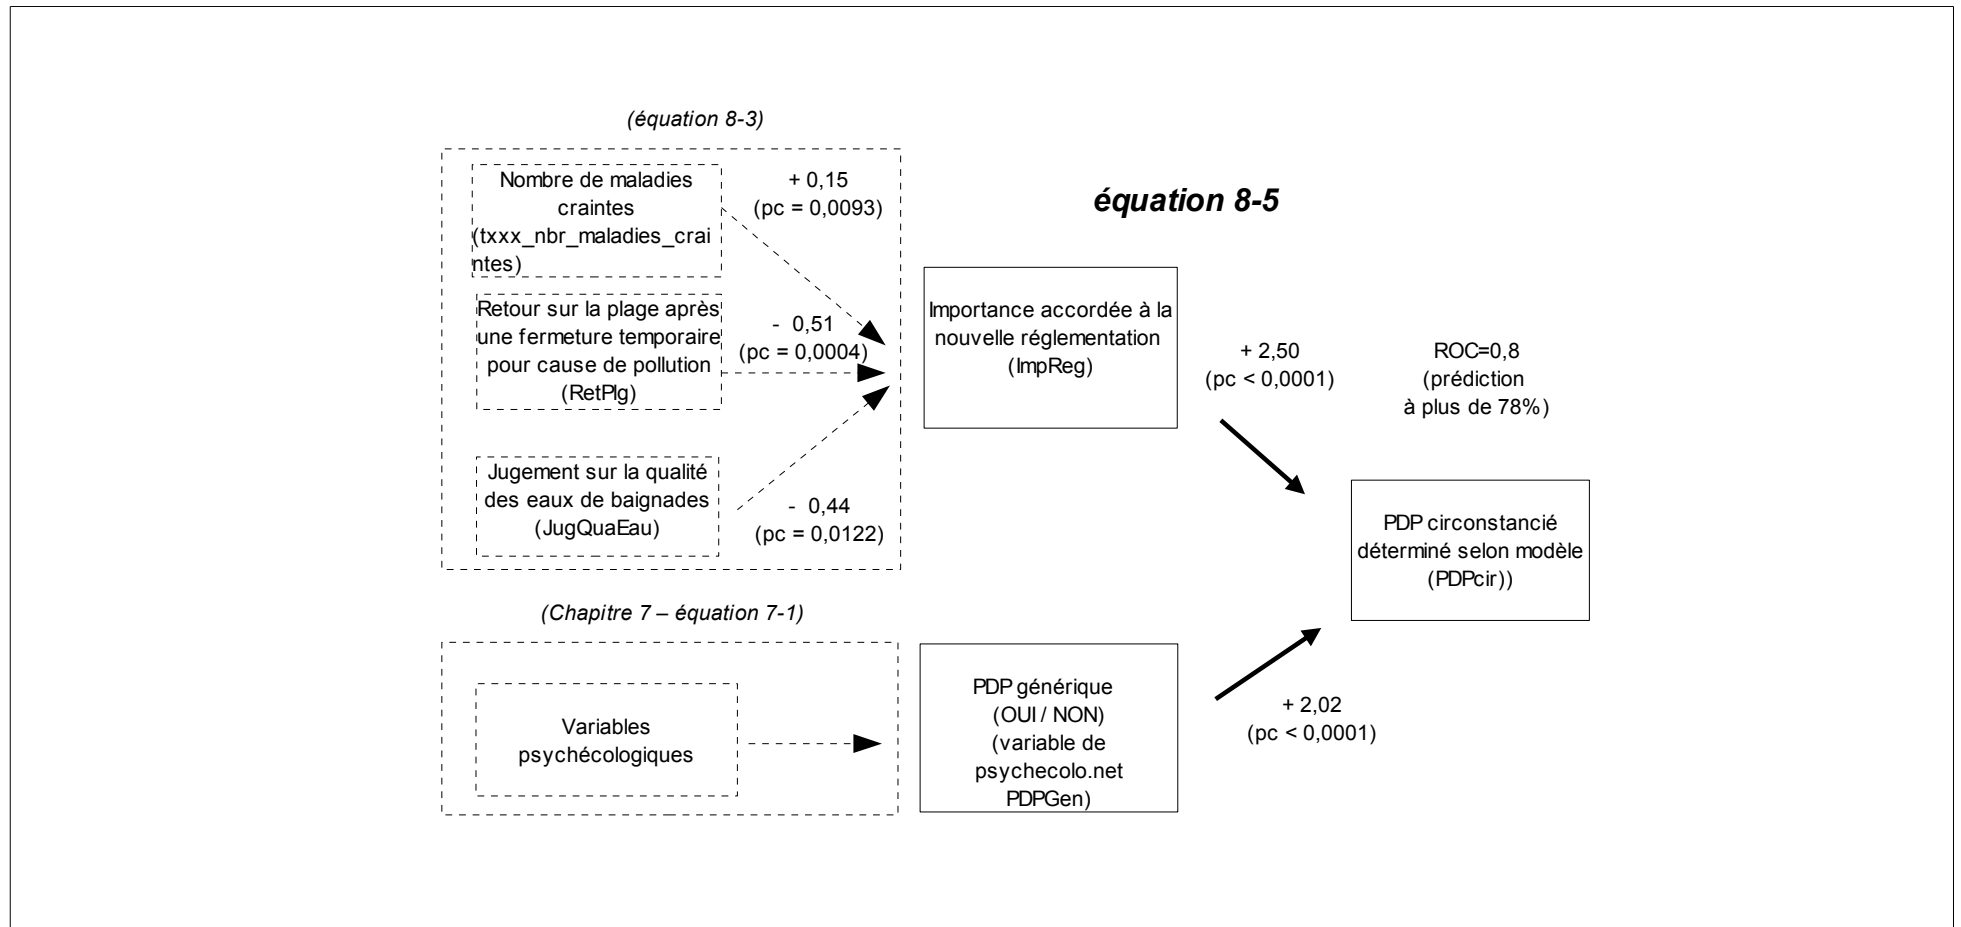 (équation 8-3)
Nombre de maladies
craintes
(txxx_nbr_maladies_crai
ntes)
+ 0,15
(pc = 0,0093)
équation 8-5
Retour sur la plage après
une fermeture temporaire
pour cause de pollution
(RetPlg)
- 0,51
(pc = 0,0004)
Importance accordée à la
nouvelle réglementation
(ImpReg)
+ 2,50
(pc < 0,0001)
ROC=0,8
(prédiction
à plus de 78%)
Jugement sur la qualité
des eaux de baignades
(JugQuaEau)
- 0,44
(pc = 0,0122)
PDP circonstancié
déterminé selon modèle
(PDPcir))
(Chapitre 7 – équation 7-1)
Variables
psychécologiques
PDP générique
(OUI / NON)
(variable de
psychecolo.net
PDPGen)
+ 2,02
(pc < 0,0001)